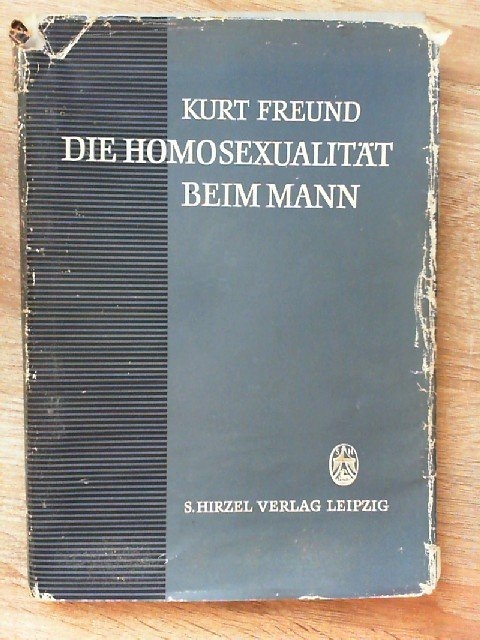 KURT FREUND
DIE HOMOSEXUALITÄT
BEIM MANN
S. HIRZEL VERLAG LEIPZIG